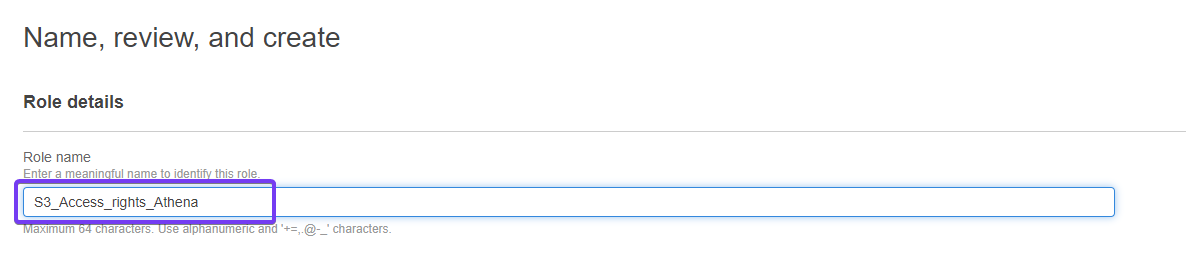 Name, review, and create
Role details
Role name
Enter a meaningful name to identify this role.
S3_Access_rights_Athena
Maximum 64 characters. Use alphanumeric and '+=,.@-_' characters.